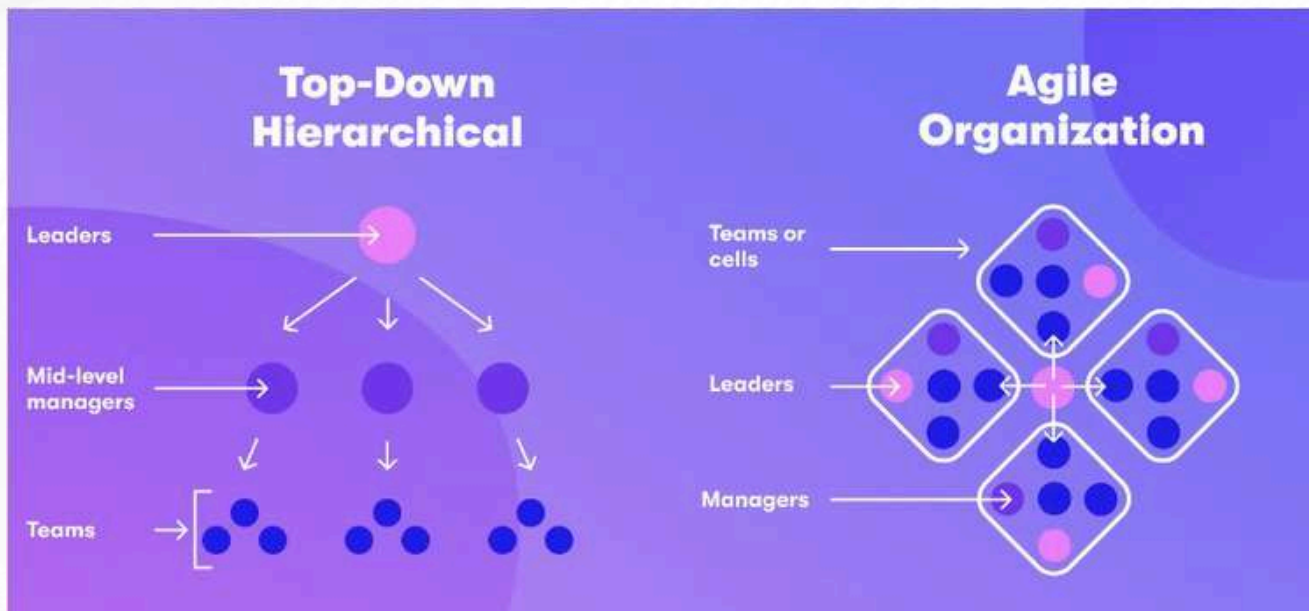 Top-Down
Hierarchical
Leaders
Mid-level
managers
Teams
Agile
Organization
Teams or
cells
Leaders
Managers